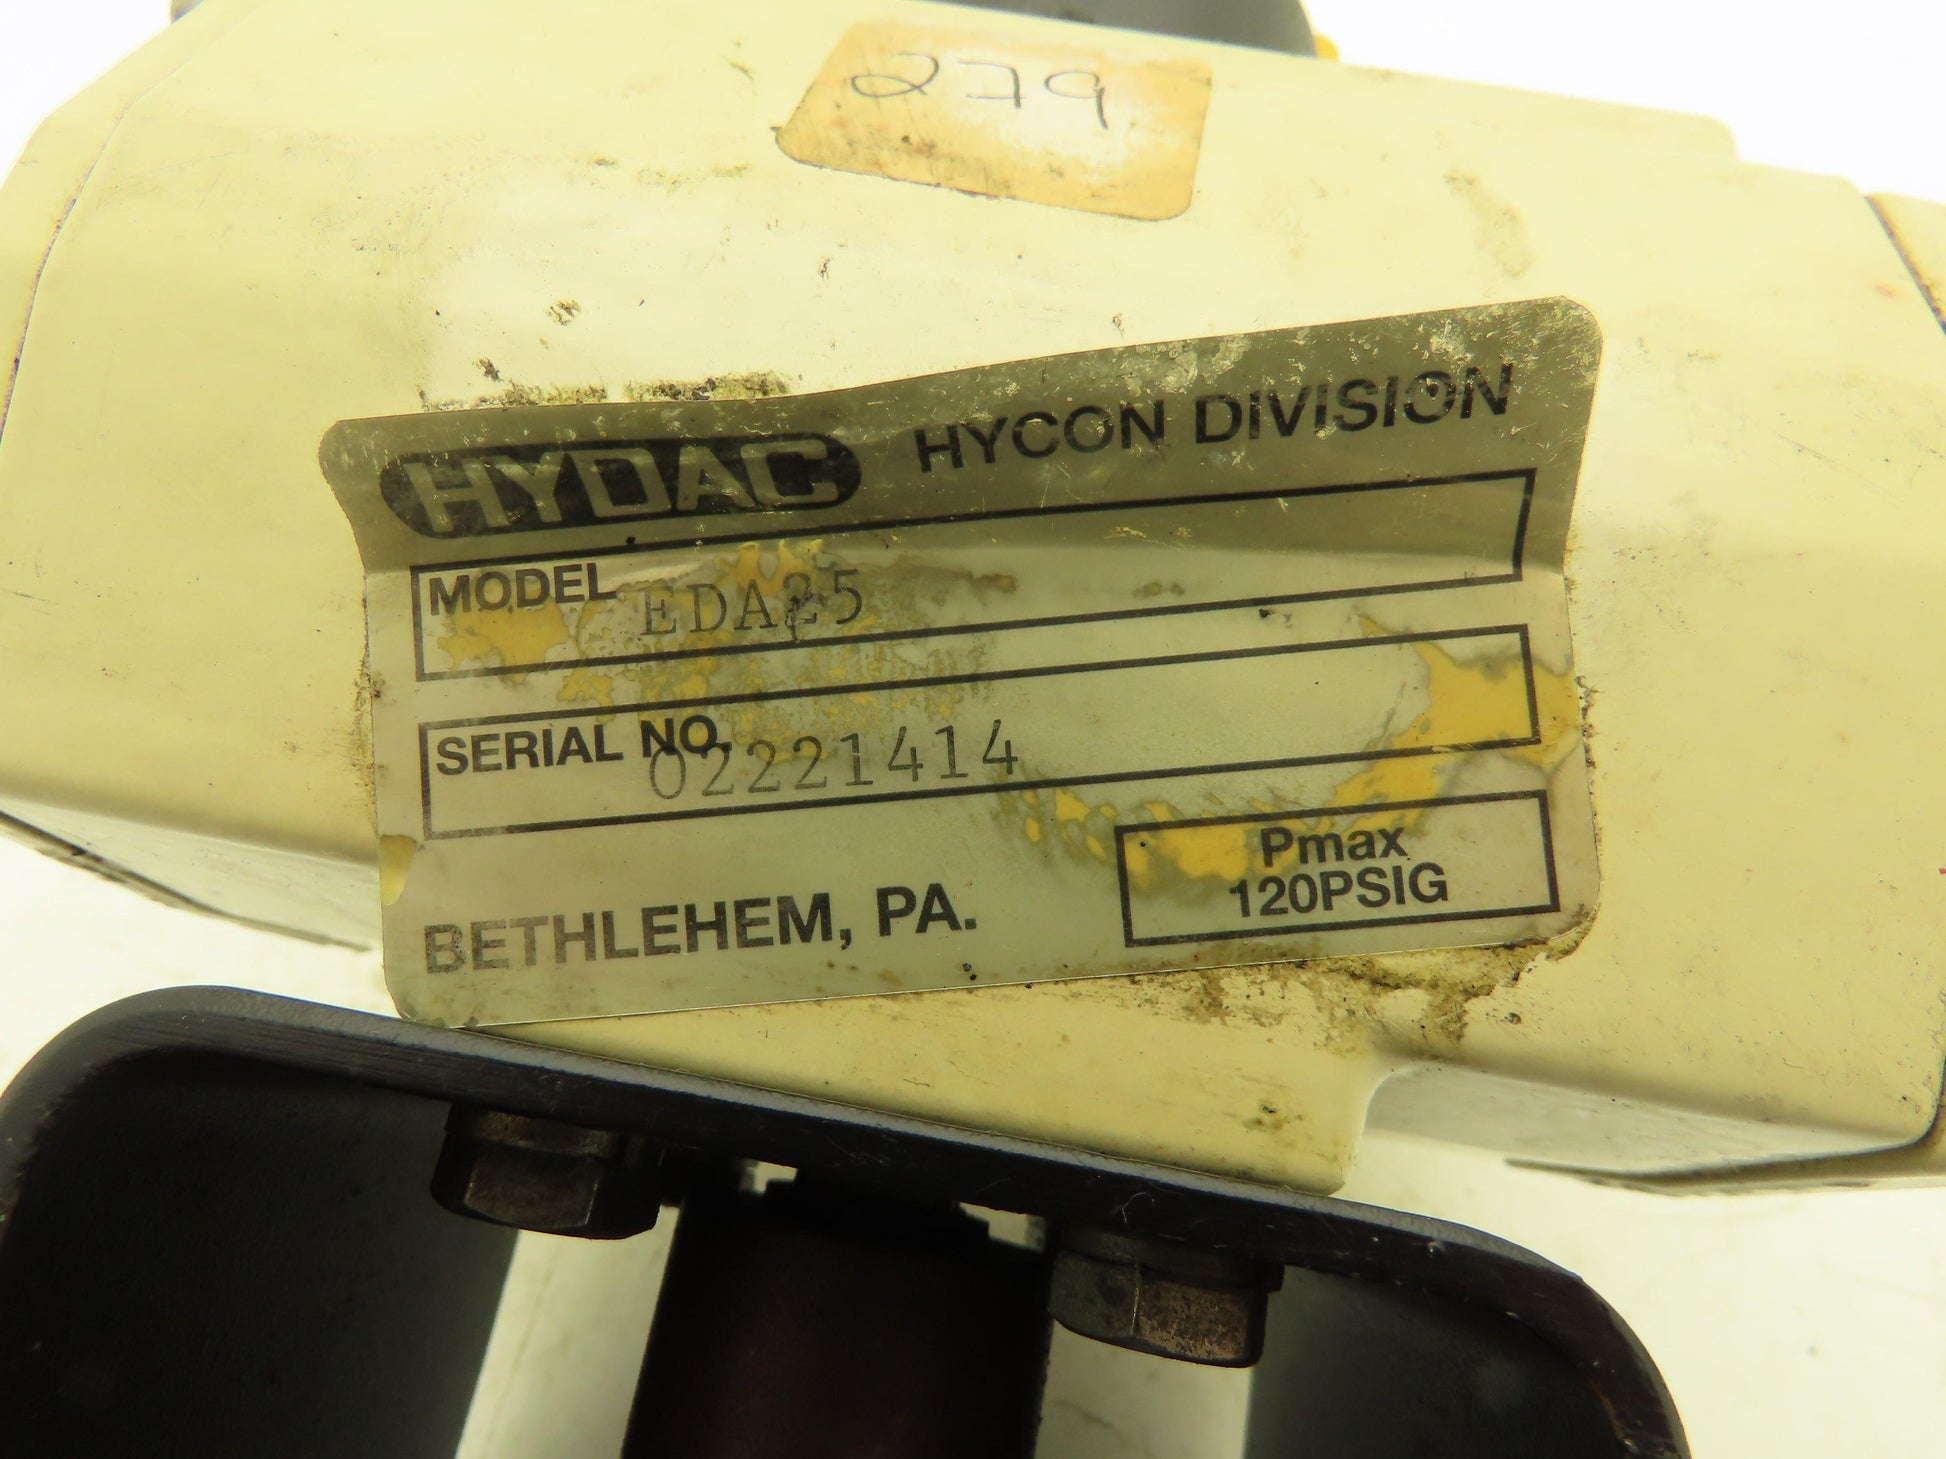 279
HYDAC HYCON DIVISION
MODEL EDA25
SERIAL NO. 02221414
Pmax
120PSIG
BETHLEHEM, PA.